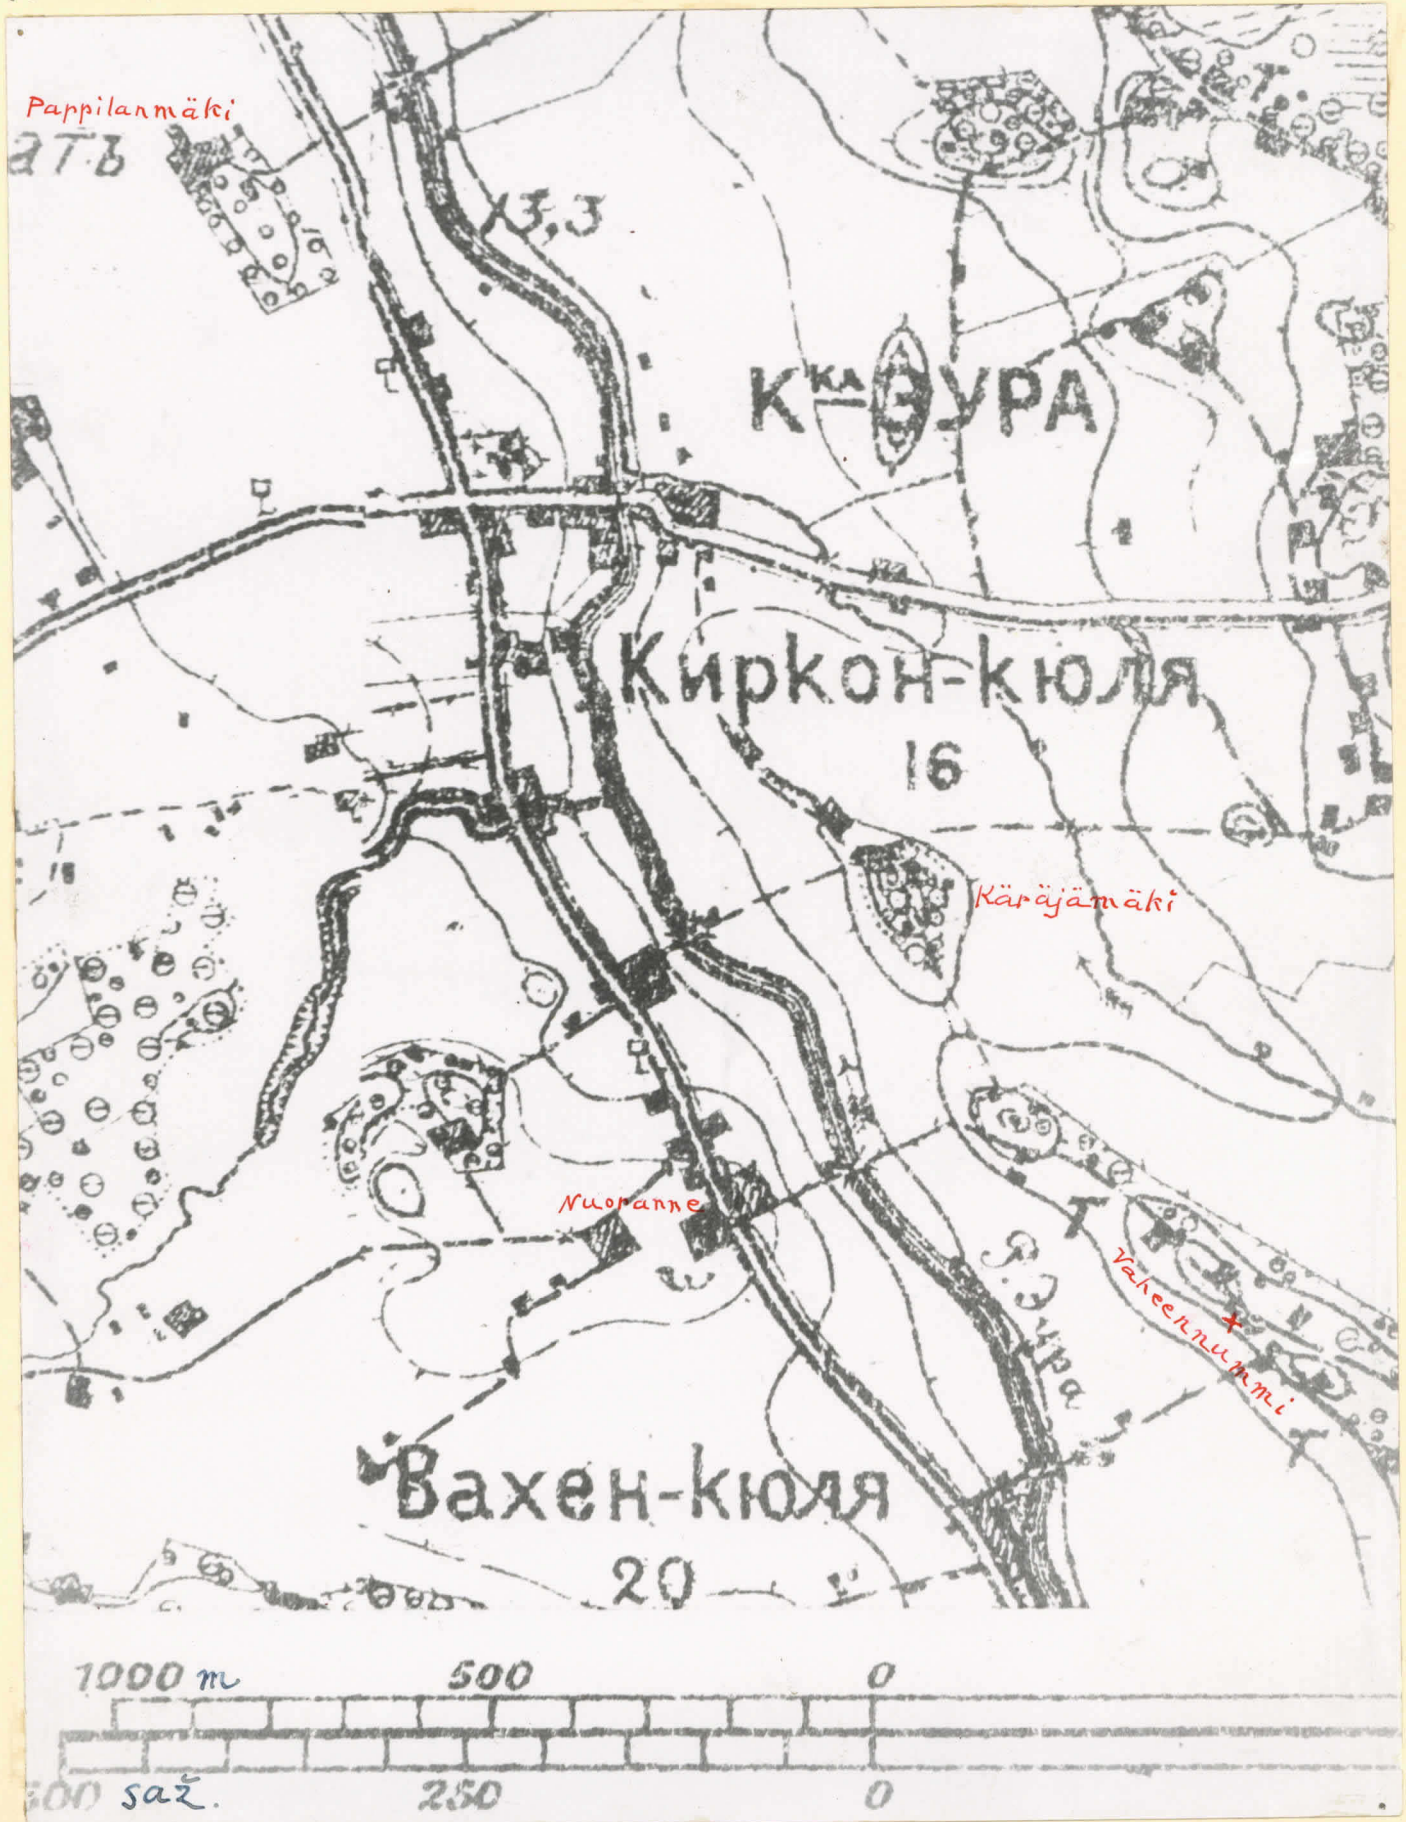 Pappilanmäki
атъ
13,3
Кка ЭУРА
Киркон-кюля
16
Käräjämäki
Nuoranne
Vaheennummi
Р. Эура
Вахен-кюля
20
1000 m 500 0
500 saž. 250 0